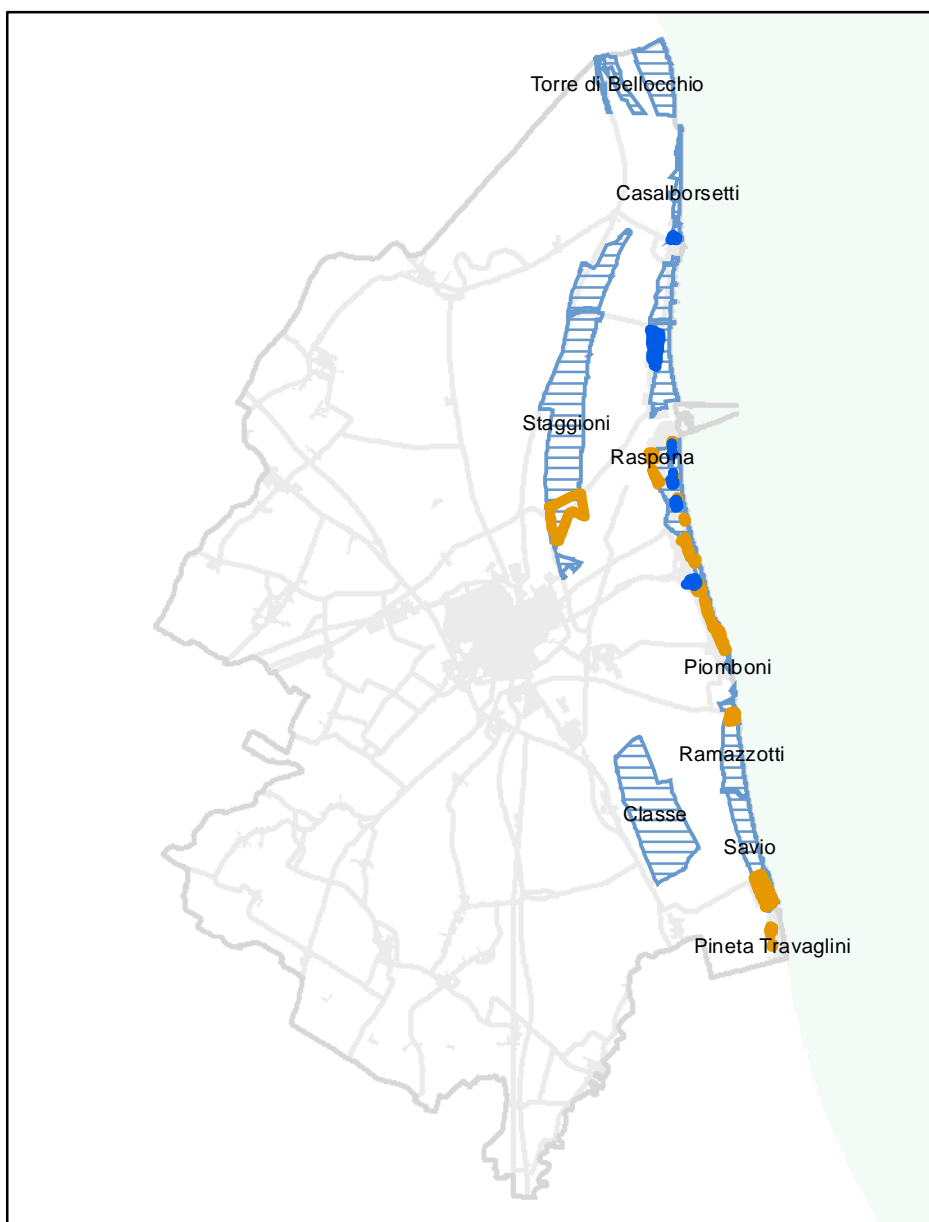 Torre di Bellocchio
Casalborsetti
Staggioni
Raspona
Piomboni
Ramazzotti
Classe
Savio
Pineta Travaglini